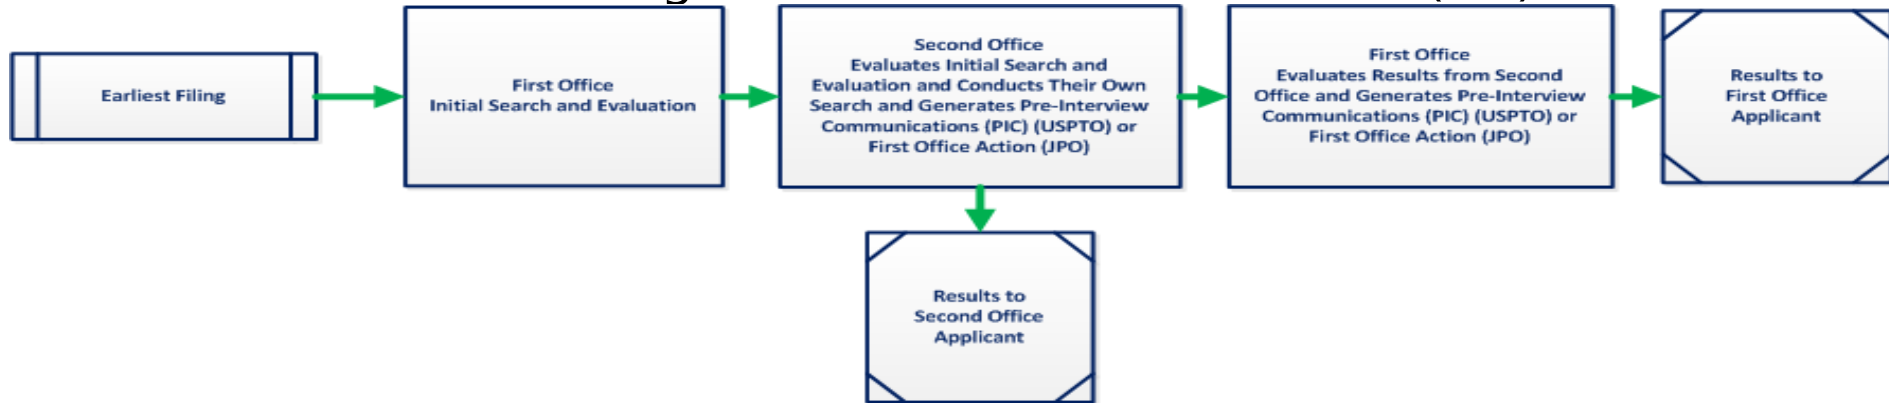 Earliest Filing
First Office
Initial Search and Evaluation
Second Office
Evaluates Initial Search and
Evaluation and Conducts Their Own
Search and Generates Pre-Interview
Communications (PIC) (USPTO) or
First Office Action (JPO)
First Office
Evaluates Results from Second
Office and Generates Pre-Interview
Communications (PIC) (USPTO) or
First Office Action (JPO)
Results to
First Office
Applicant
Results to
Second Office
Applicant